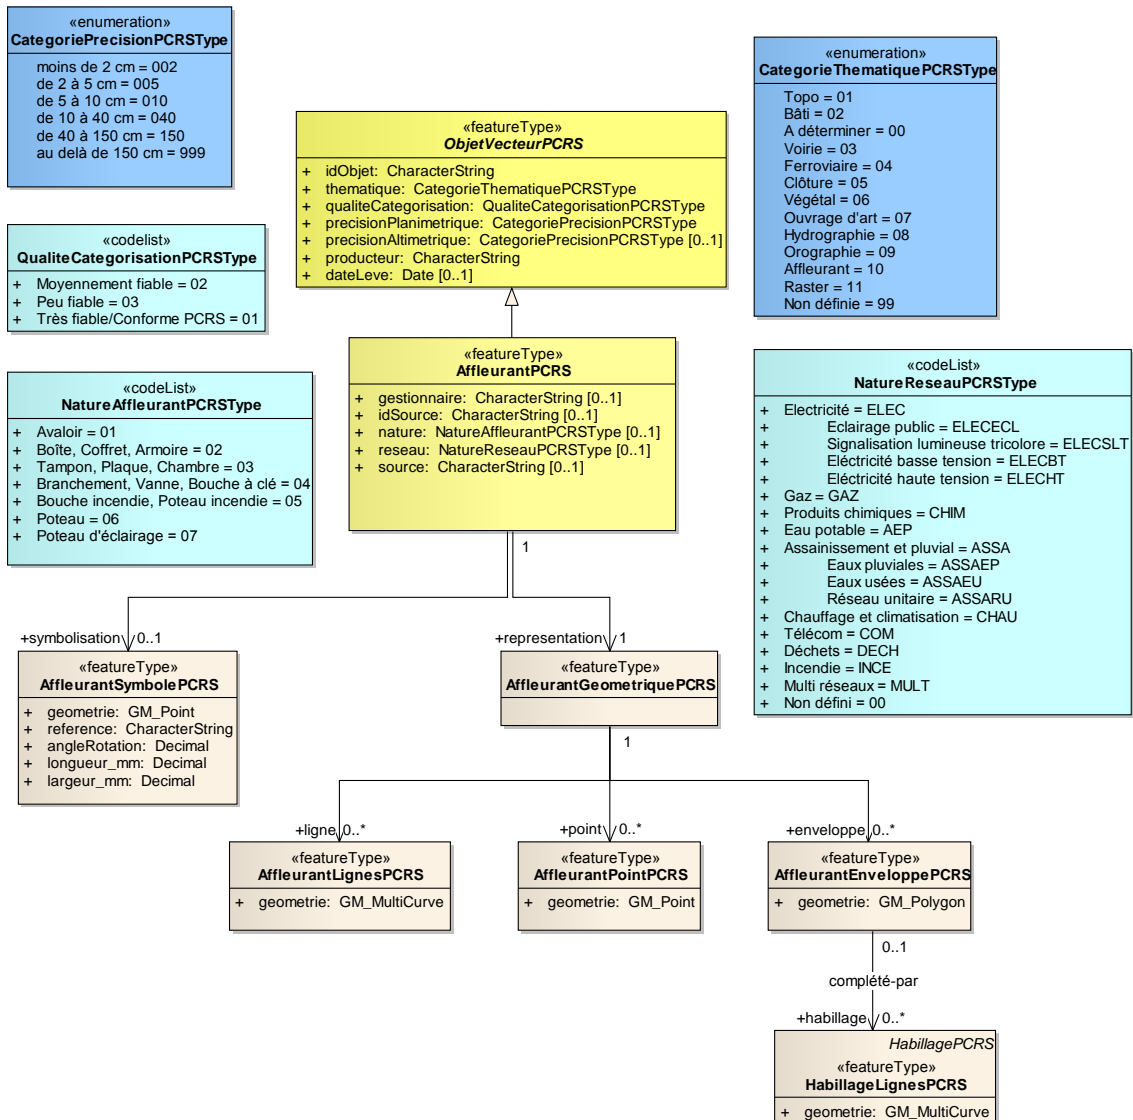 «enumeration»
CategoriePrecisionPCRSType
moins de 2 cm = 002
de 2 à 5 cm = 005
de 5 à 10 cm = 010
de 10 à 40 cm = 040
de 40 à 150 cm = 150
au delà de 150 cm = 999
«codelist»
QualiteCategorisationPCRSType
+ Moyennement fiable = 02
+ Peu fiable = 03
+ Très fiable/Conforme PCRS = 01
«codeList»
NatureAffleurantPCRSType
+ Avaloir = 01
+ Boîte, Coffret, Armoire = 02
+ Tampon, Plaque, Chambre = 03
+ Branchement, Vanne, Bouche à clé = 04
+ Bouche incendie, Poteau incendie = 05
+ Poteau = 06
+ Poteau d'éclairage = 07
«featureType»
ObjetVecteurPCRS
+ idObjet: CharacterString
+ thematique: CategorieThematiquePCRSType
+ qualiteCategorisation: QualiteCategorisationPCRSType
+ precisionPlanimetrique: CategoriePrecisionPCRSType
+ precisionAltimetrique: CategoriePrecisionPCRSType [0..1]
+ producteur: CharacterString
+ dateLeve: Date [0..1]
«featureType»
AffleurantPCRS
+ gestionnaire: CharacterString [0..1]
+ idSource: CharacterString [0..1]
+ nature: NatureAffleurantPCRSType [0..1]
+ reseau: NatureReseauPCRSType [0..1]
+ source: CharacterString [0..1]
«enumeration»
CategorieThematiquePCRSType
Topo = 01
Bâti = 02
A déterminer = 00
Voirie = 03
Ferroviaire = 04
Clôture = 05
Végétal = 06
Ouvrage d'art = 07
Hydrographie = 08
Orographie = 09
Affleurant = 10
Raster = 11
Non définie = 99
«codeList»
NatureReseauPCRSType
+ Electricité = ELEC
+ Eclairage public = ELECECL
+ Signalisation lumineuse tricolore = ELECSLT
+ Eléctricité basse tension = ELECBT
+ Eléctricité haute tension = ELECHT
+ Gaz = GAZ
+ Produits chimiques = CHIM
+ Eau potable = AEP
+ Assainissement et pluvial = ASSA
+ Eaux pluviales = ASSAEP
+ Eaux usées = ASSAEU
+ Réseau unitaire = ASSARU
+ Chauffage et climatisation = CHAU
+ Télécom = COM
+ Déchets = DECH
+ Incendie = INCE
+ Multi réseaux = MULT
+ Non défini = 00
1
+symbolisation 0..1
+representation 1
«featureType»
AffleurantSymbolePCRS
+ geometrie: GM_Point
+ reference: CharacterString
+ angleRotation: Decimal
+ longueur_mm: Decimal
+ largeur_mm: Decimal
«featureType»
AffleurantGeometriquePCRS
1
+ligne 0..*
+point 0..*
+enveloppe 0..*
«featureType»
AffleurantLignesPCRS
+ geometrie: GM_MultiCurve
«featureType»
AffleurantPointPCRS
+ geometrie: GM_Point
«featureType»
AffleurantEnveloppePCRS
+ geometrie: GM_Polygon
0..1
complété-par
+habillage 0..*
HabillagePCRS
«featureType»
HabillageLignesPCRS
+ geometrie: GM_MultiCurve